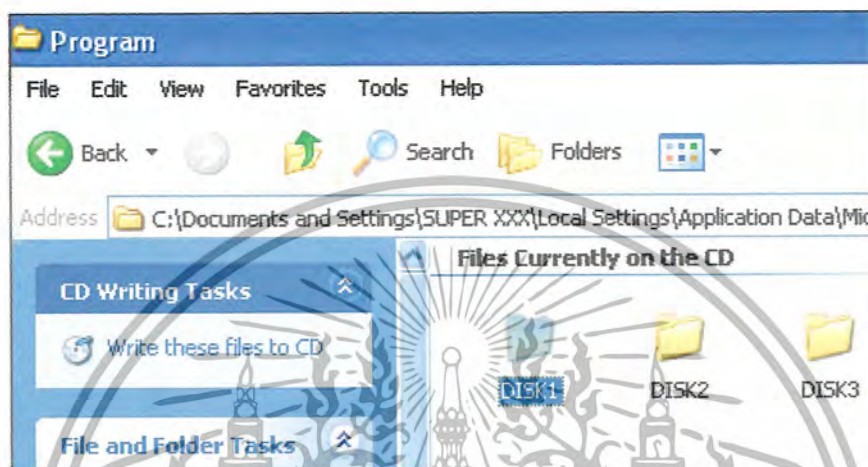 Program
File Edit View Favorites Tools Help
Back Search Folders
Address C:\Documents and Settings\SUPER XXX\Local Settings\Application Data\Mic
Files Currently on the CD
CD Writing Tasks
Write these files to CD
DISK1 DISK2 DISK3
File and Folder Tasks